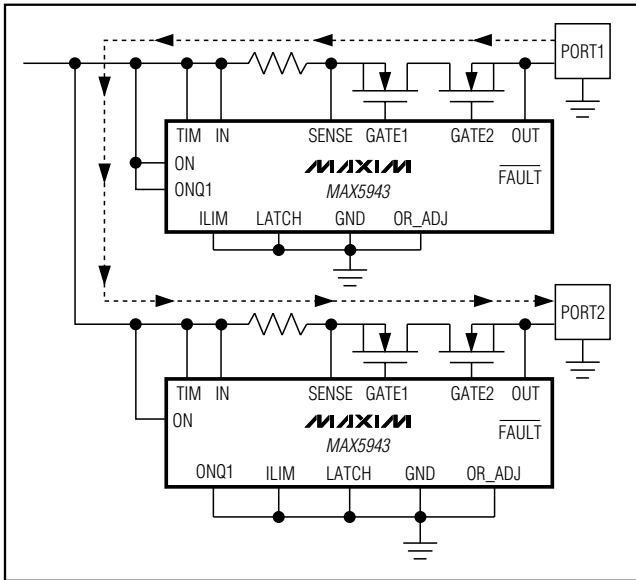 PORT1
TIM IN SENSE GATE1 GATE2 OUT
ON MAXIM FAULT
ONQ1 MAX5943
ILIM LATCH GND OR_ADJ
PORT2
TIM IN SENSE GATE1 GATE2 OUT
ON MAXIM FAULT
MAX5943
ONQ1 ILIM LATCH GND OR_ADJ